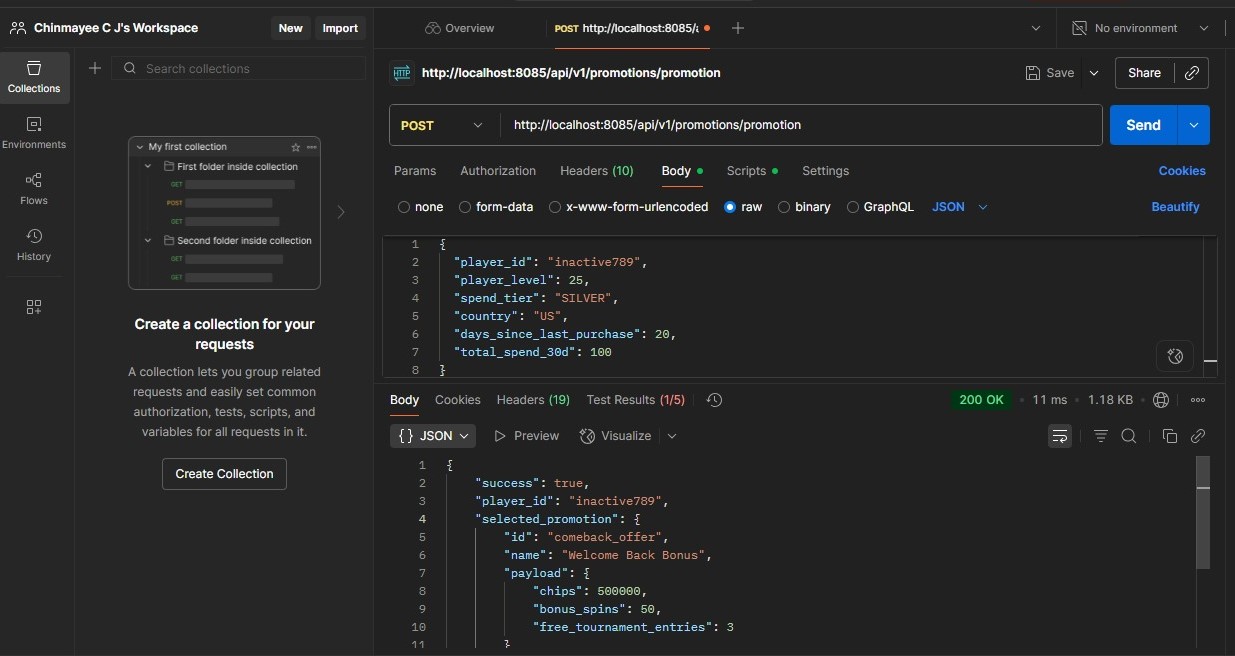 Chinmayee C J's Workspace
New
Import
Overview
POST http://localhost:8085/
No environment
Collections
Environments
Flows
History
Search collections
My first collection
First folder inside collection
GET
POST
GET
Second folder inside collection
GET
GET
Create a collection for your
requests
A collection lets you group related
requests and easily set common
authorization, tests, scripts, and
variables for all requests in it.
Create Collection
HTTP http://localhost:8085/api/v1/promotions/promotion
Save
Share
POST
http://localhost:8085/api/v1/promotions/promotion
Send
Params
Authorization
Headers (10)
Body
Scripts
Settings
Cookies
none
form-data
x-www-form-urlencoded
raw
binary
GraphQL
JSON
Beautify
1 {
2 "player_id": "inactive789",
3 "player_level": 25,
4 "spend_tier": "SILVER",
5 "country": "US",
6 "days_since_last_purchase": 20,
7 "total_spend_30d": 100
8 }
Body
Cookies
Headers (19)
Test Results (1/5)
200 OK
11 ms
1.18 KB
{} JSON
Preview
Visualize
1 {
2 "success": true,
3 "player_id": "inactive789",
4 "selected_promotion": {
5 "id": "comeback_offer",
6 "name": "Welcome Back Bonus",
7 "payload": {
8 "chips": 500000,
9 "bonus_spins": 50,
10 "free_tournament_entries": 3
11 }